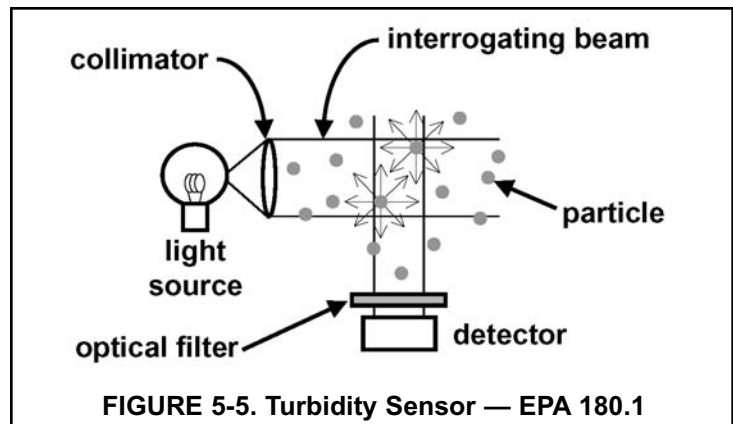 interrogating beam
collimator
particle
light
source
optical filter
detector
FIGURE 5-5. Turbidity Sensor — EPA 180.1